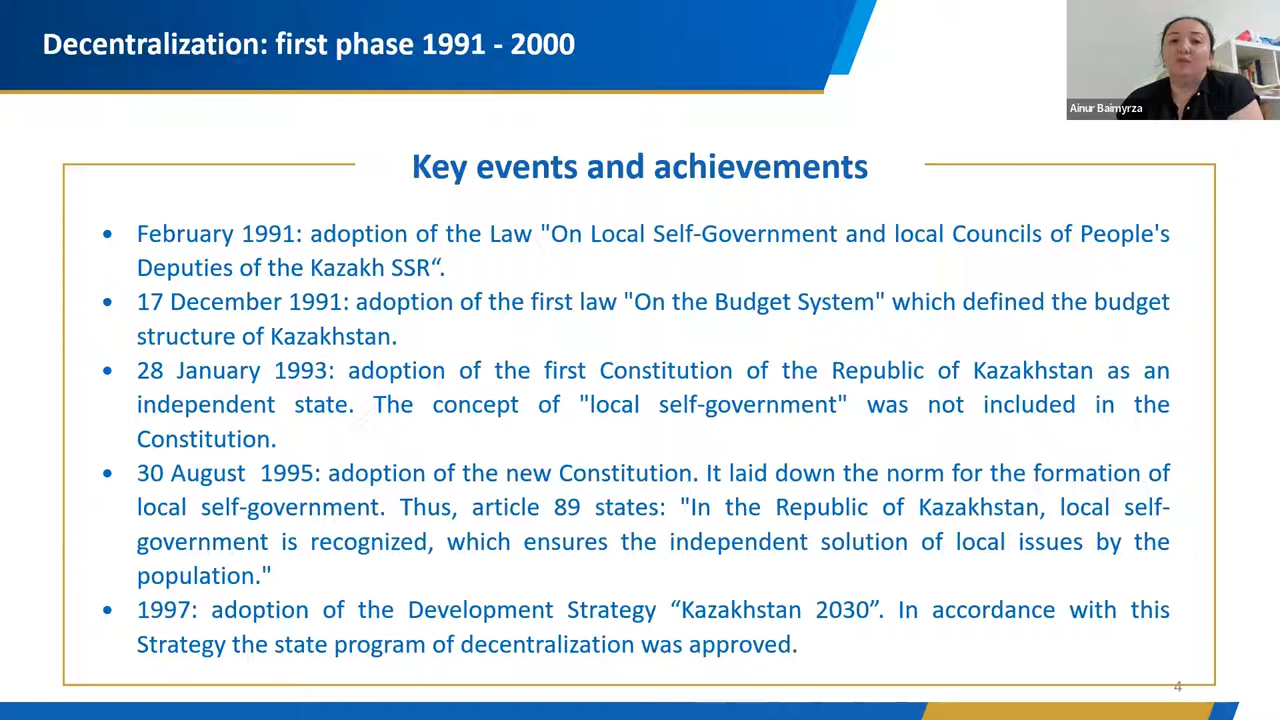 Decentralization: first phase 1991 - 2000
Ainur Baimyrza
Key events and achievements
• February 1991: adoption of the Law "On Local Self-Government and local Councils of People's
Deputies of the Kazakh SSR“.
• 17 December 1991: adoption of the first law "On the Budget System" which defined the budget
structure of Kazakhstan.
• 28 January 1993: adoption of the first Constitution of the Republic of Kazakhstan as an
independent state. The concept of "local self-government" was not included in the
Constitution.
• 30 August 1995: adoption of the new Constitution. It laid down the norm for the formation of
local self-government. Thus, article 89 states: "In the Republic of Kazakhstan, local self-
government is recognized, which ensures the independent solution of local issues by the
population."
• 1997: adoption of the Development Strategy “Kazakhstan 2030”. In accordance with this
Strategy the state program of decentralization was approved.
4